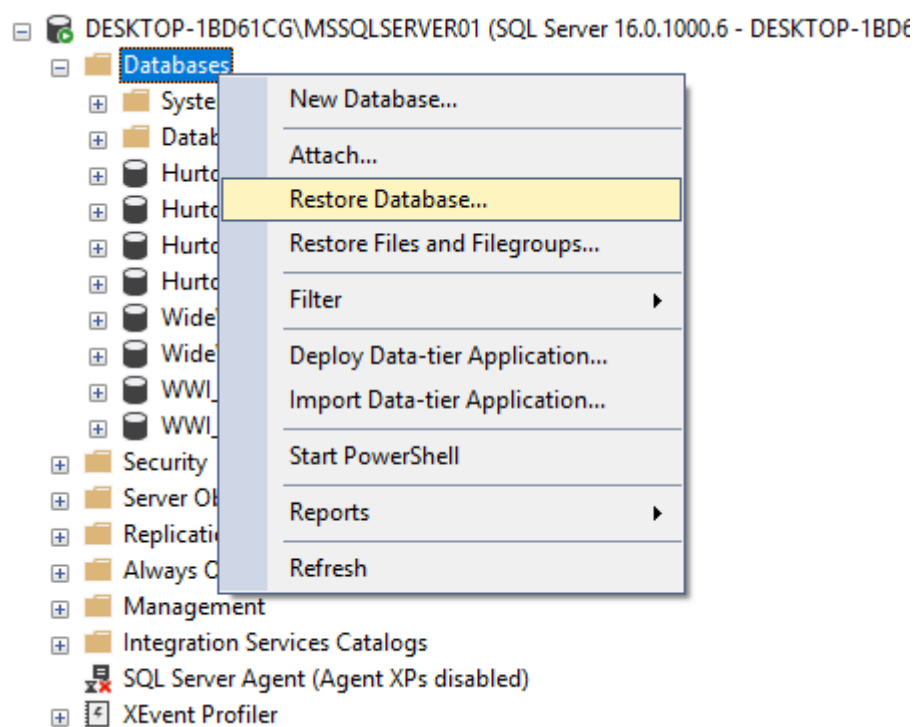 DESKTOP-1BD61CG\MSSQLSERVER01 (SQL Server 16.0.1000.6 - DESKTOP-1BD6
Databases
Syste
New Database...
Datab
Attach...
Hurto
Restore Database...
Hurto
Restore Files and Filegroups...
Hurto
Hurto
Filter
Wide
Wide
Deploy Data-tier Application...
WWI_
Import Data-tier Application...
WWI_
Security
Start PowerShell
Server Ob
Reports
Replicati
Always O
Refresh
Management
Integration Services Catalogs
SQL Server Agent (Agent XPs disabled)
XEvent Profiler